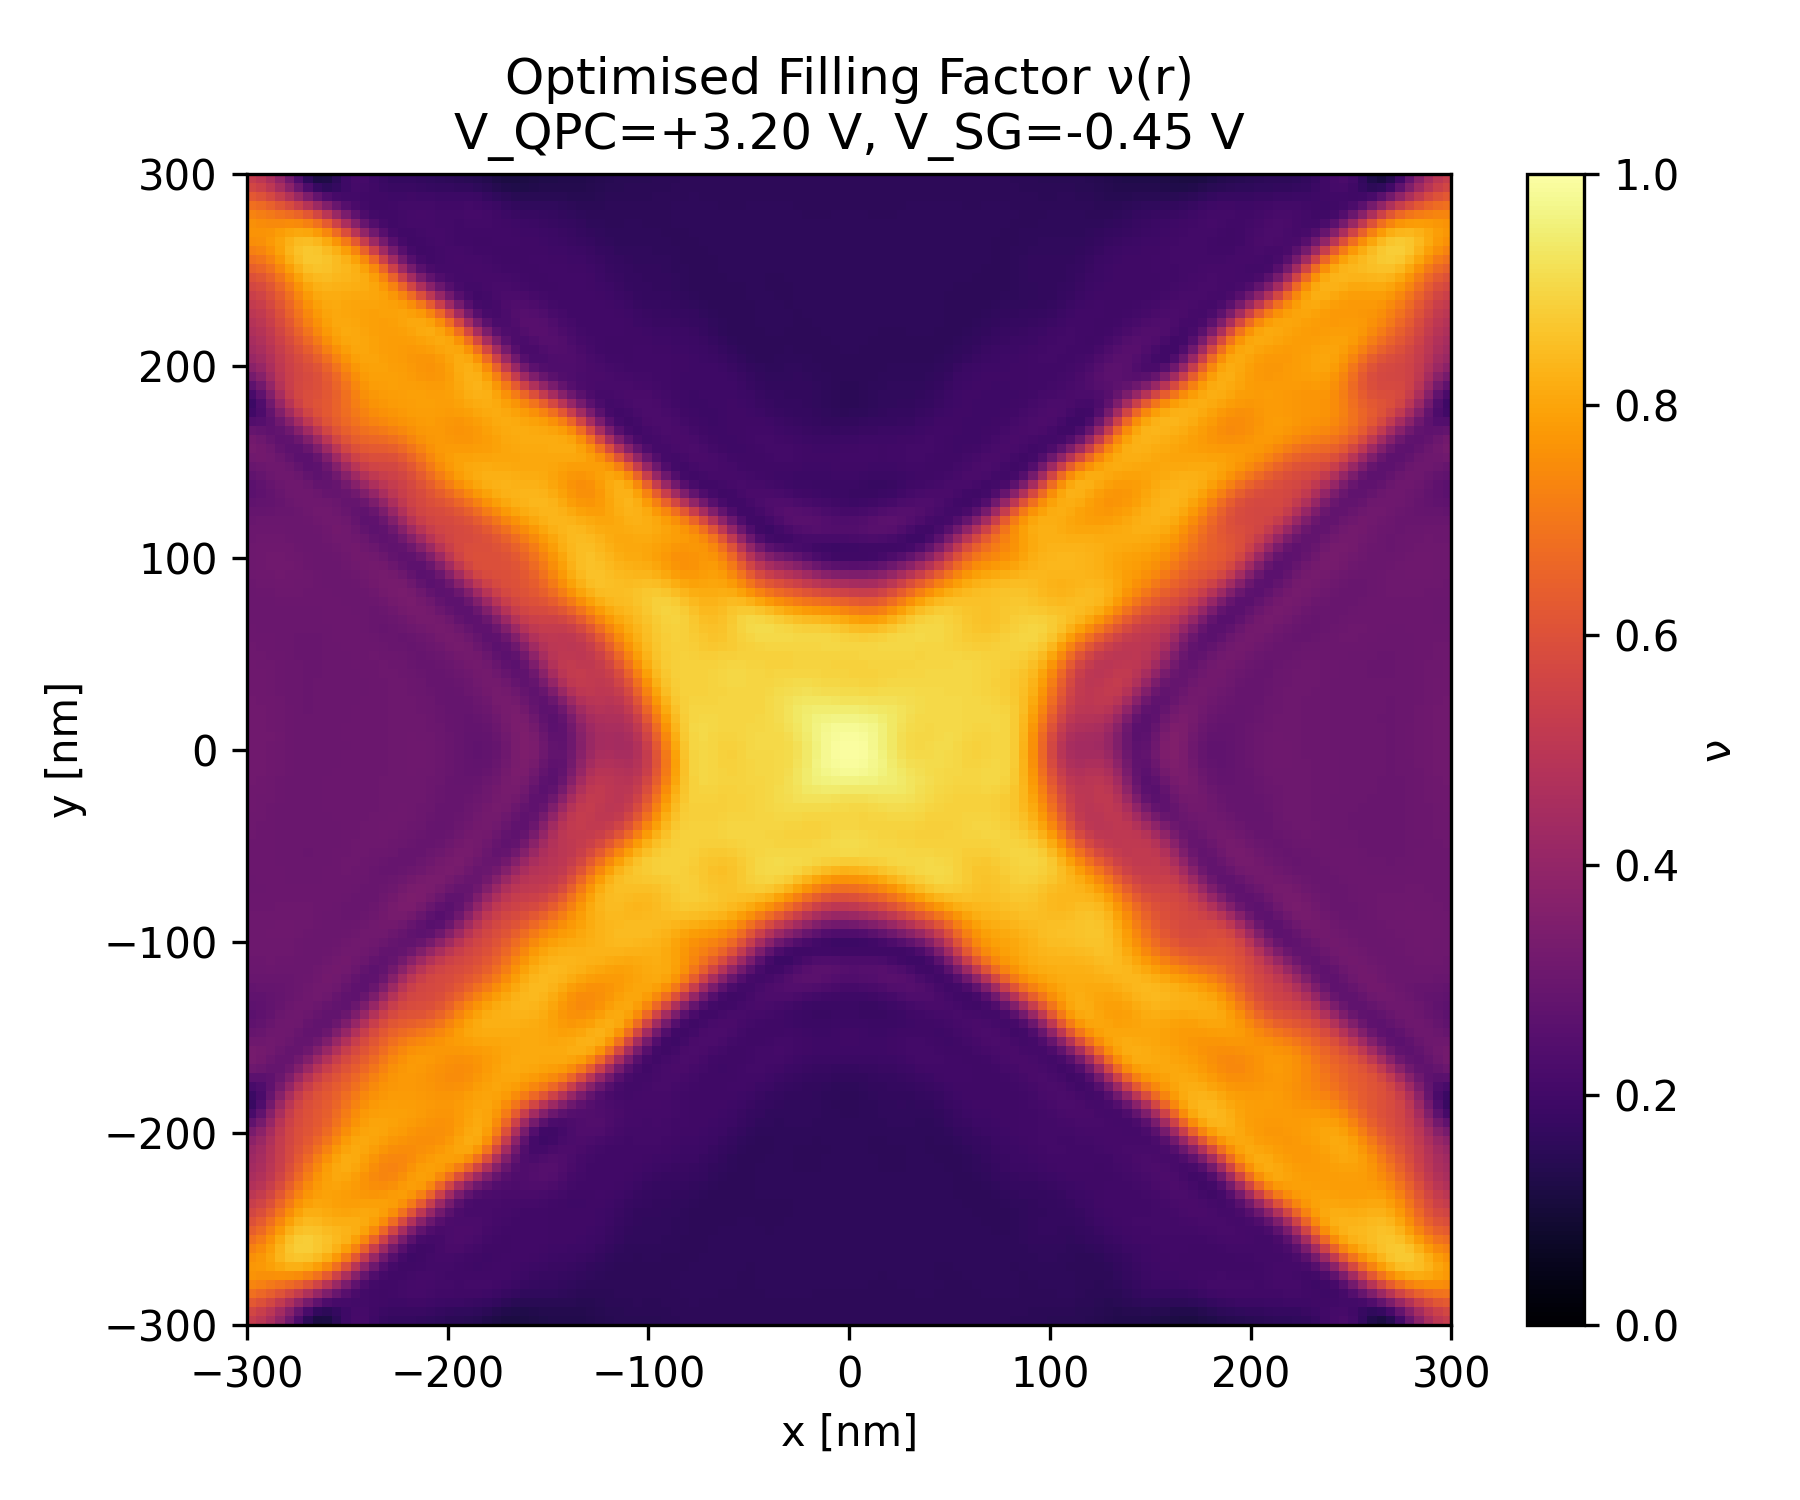 Optimised Filling Factor ν(r)
V_QPC=+3.20 V, V_SG=-0.45 V
300
200
100
0
−100
−200
−300
y [nm]
−300 −200 −100 0 100 200 300
x [nm]
1.0
0.8
0.6
0.4
0.2
0.0
ν